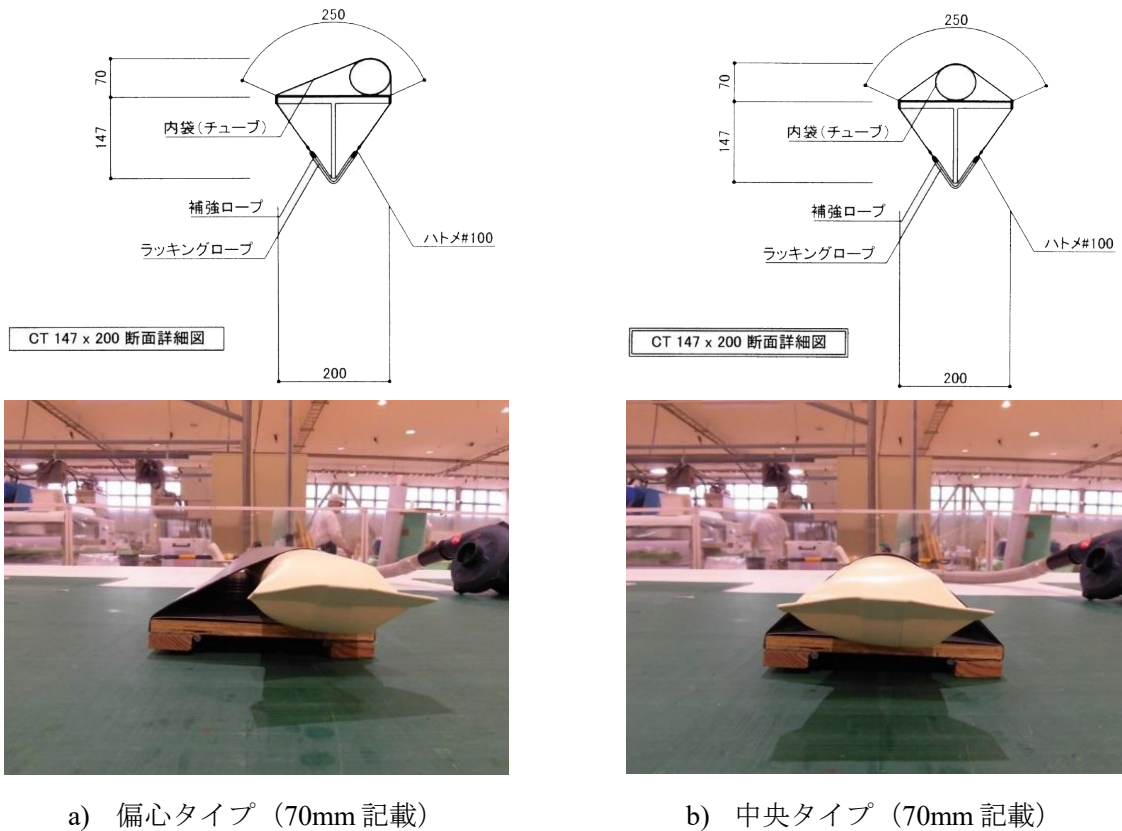 250
70
147
内袋(チューブ)
補強ロープ
ラッキングロープ
ハトメ#100
CT 147 x 200 断面詳細図
200
250
70
147
内袋(チューブ)
補強ロープ
ラッキングロープ
ハトメ#100
CT 147 x 200 断面詳細図
200
a) 偏心タイプ（70mm 記載）
b) 中央タイプ（70mm 記載）